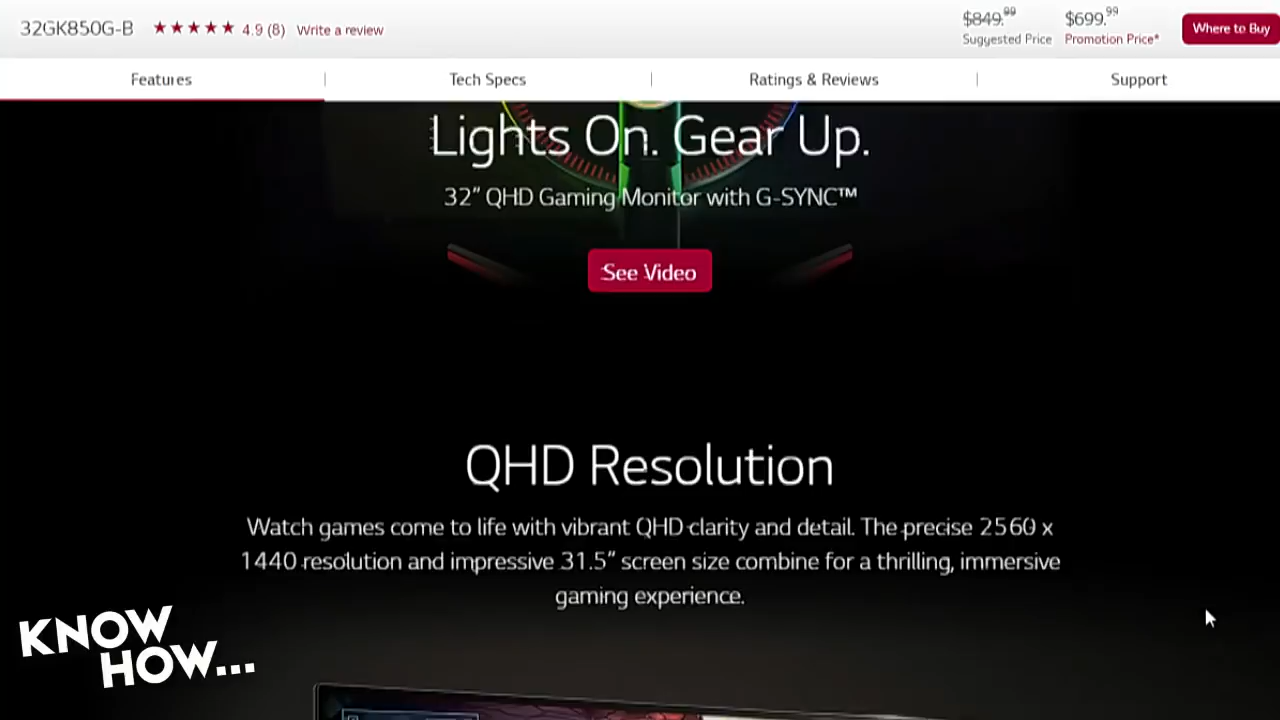 32GK850G-B ★★★★★ 4.9 (8) Write a review $849.99 $699.99 Where to Buy
Suggested Price Promotion Price*
Features | Tech Specs | Ratings & Reviews | Support
Lights On. Gear Up.
32” QHD Gaming Monitor with G-SYNC™
See Video
QHD Resolution
Watch games come to life with vibrant QHD clarity and detail. The precise 2560 x
1440 resolution and impressive 31.5” screen size combine for a thrilling, immersive
gaming experience.
KNOW
HOW...